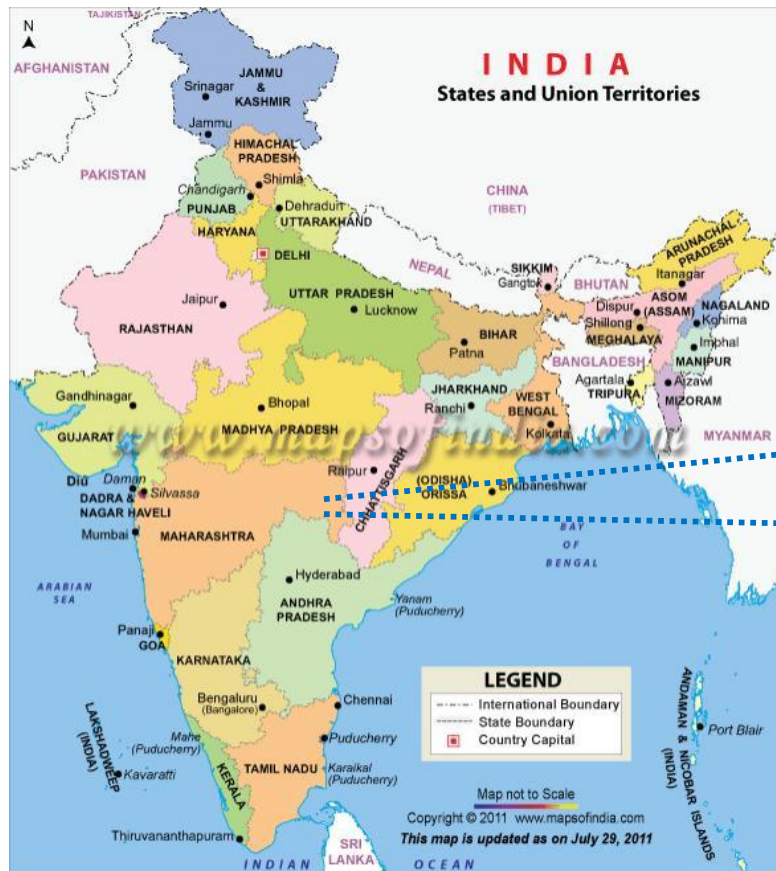 TAJIKISTAN
N
AFGHANISTAN
INDIA
States and Union Territories
JAMMU
&
KASHMIR
Srinagar
Jammu
HIMACHAL
PRADESH
PAKISTAN
Shimla
Chandigarh
PUNJAB
CHINA
(TIBET)
Dehradun
UTTARAKHAND
HARYANA
DELHI
ARUNACHAL
PRADESH
NEPAL
SIKKIM
Gangtok
BHUTAN
Itanagar
UTTAR PRADESH
Lucknow
Jaipur
RAJASTHAN
Dispur
ASOM
(ASSAM)
NAGALAND
Shillong
Kohima
MEGHALAYA
BIHAR
Patna
Imphal
MANIPUR
BANGLADESH
Gandhinagar
Bhopal
JHARKHAND
Ranchi
WEST
BENGAL
Agartala
TRIPURA
Aizawl
MIZORAM
GUJARAT
MADHYA PRADESH
Kolkata
MYANMAR
www.mapsofindia.com
Raipur
CHHATTISGARH
(ODISHA)
ORISSA
Bhubaneshwar
Diu
Daman
Silvassa
DADRA &
NAGAR HAVELI
Mumbai
MAHARASHTRA
BAY
OF
BENGAL
ARABIAN
SEA
Hyderabad
ANDHRA
PRADESH
Yanam
(Puducherry)
Panaji
GOA
KARNATAKA
LEGEND
International Boundary
State Boundary
Country Capital
Bengaluru
(Bangalore)
Chennai
Mahe
(Puducherry)
Puducherry
LAKSHADWEEP
(INDIA)
Kavaratti
KERALA
TAMIL NADU
Karaikal
(Puducherry)
ANDAMAN & NICOBAR ISLANDS
(INDIA)
Port Blair
Map not to Scale
Copyright © 2011 www.mapsofindia.com
This map is updated as on July 29, 2011
Thiruvananthapuram
SRI
LANKA
INDIAN OCEAN